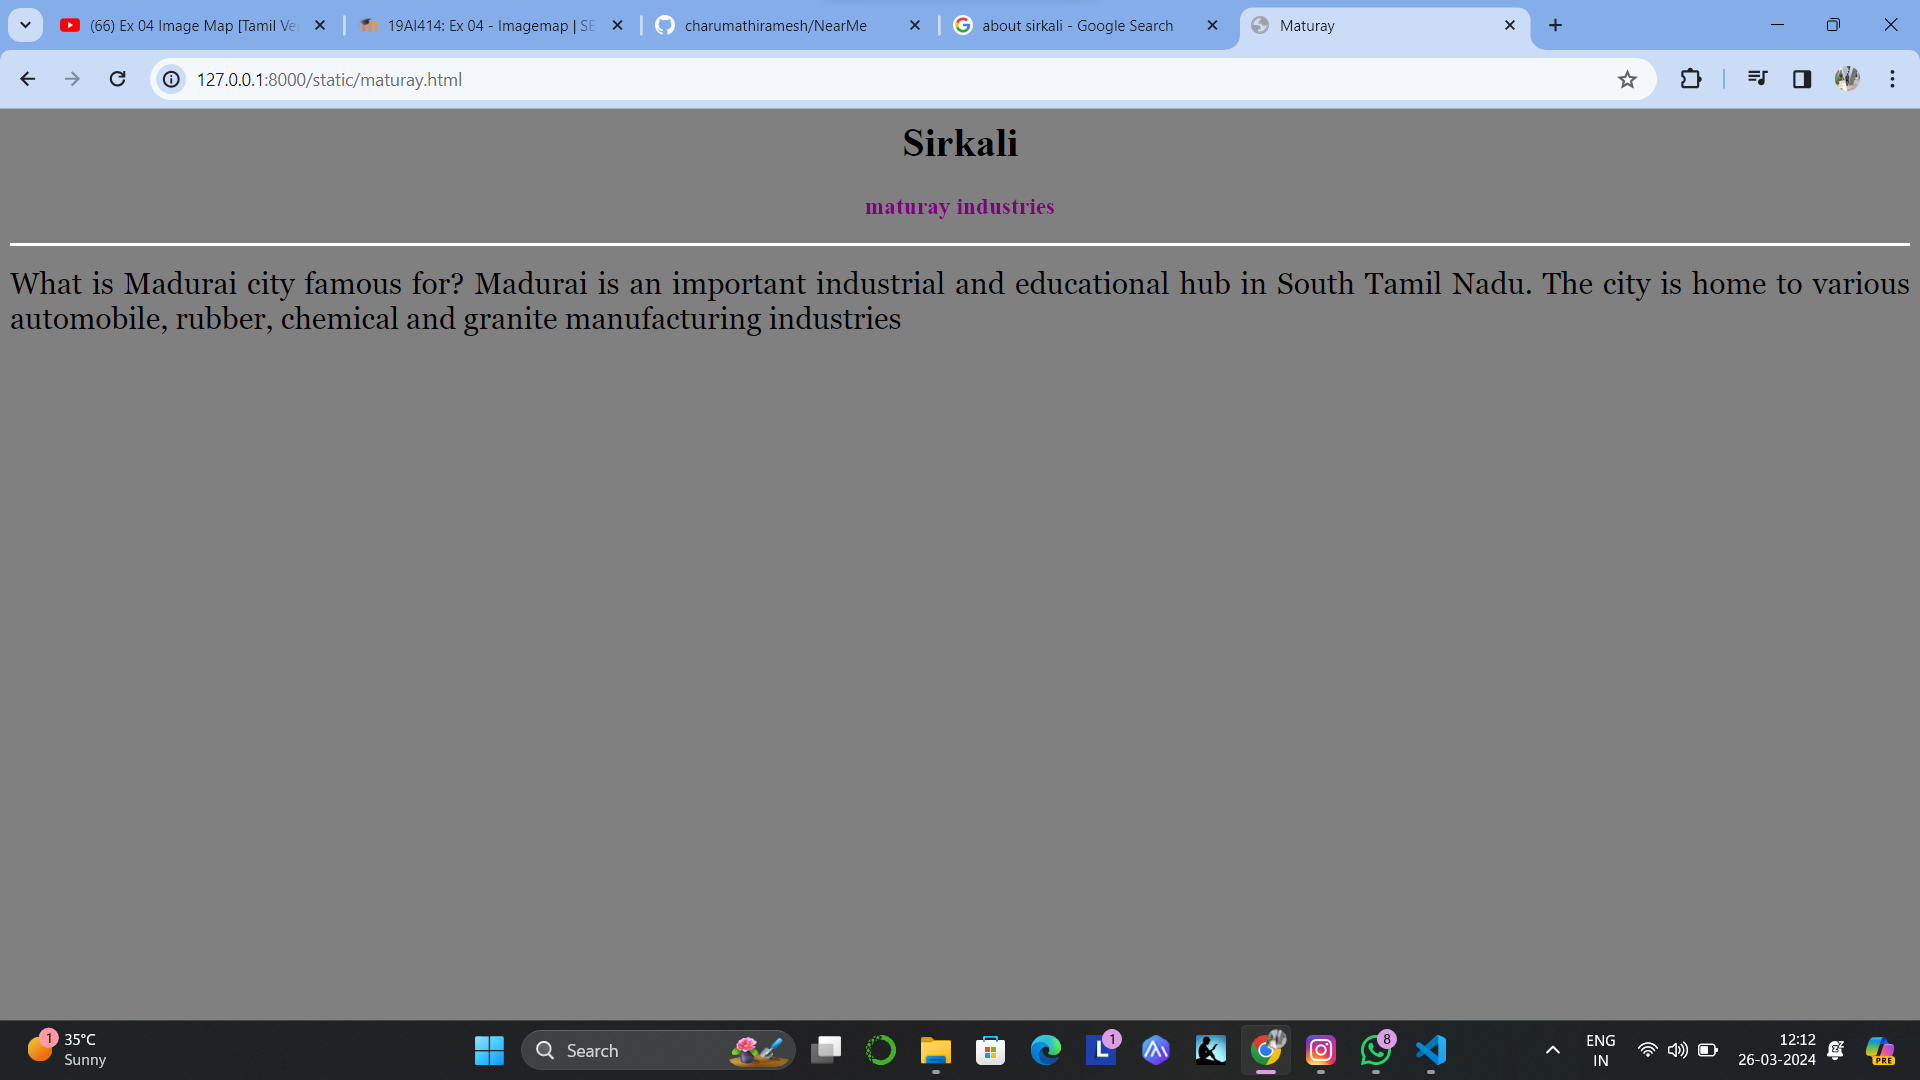 (66) Ex 04 Image Map [Tamil Ve
19AI414: Ex 04 - Imagemap | SE
charumathiramesh/NearMe
about sirkali - Google Search
Maturay
127.0.0.1:8000/static/maturay.html
Sirkali
maturay industries
What is Madurai city famous for? Madurai is an important industrial and educational hub in South Tamil Nadu. The city is home to various
automobile, rubber, chemical and granite manufacturing industries
1
35°C
Sunny
Search
L
1
8
PRE
ENG
IN
12:12
26-03-2024